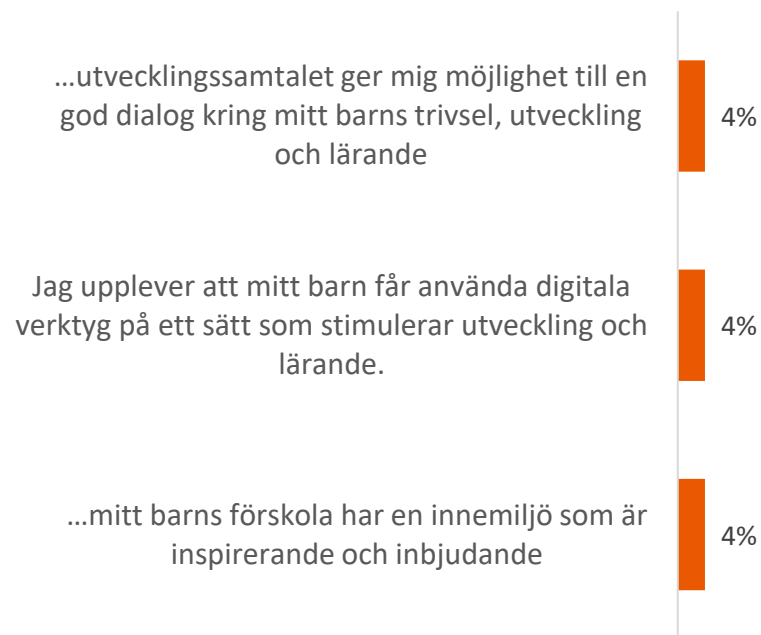 ...utvecklingssamtalet ger mig möjlighet till en
god dialog kring mitt barns trivsel, utveckling
och lärande
4%
Jag upplever att mitt barn får använda digitala
verktyg på ett sätt som stimulerar utveckling och
lärande.
4%
...mitt barns förskola har en innemiljö som är
inspirerande och inbjudande
4%